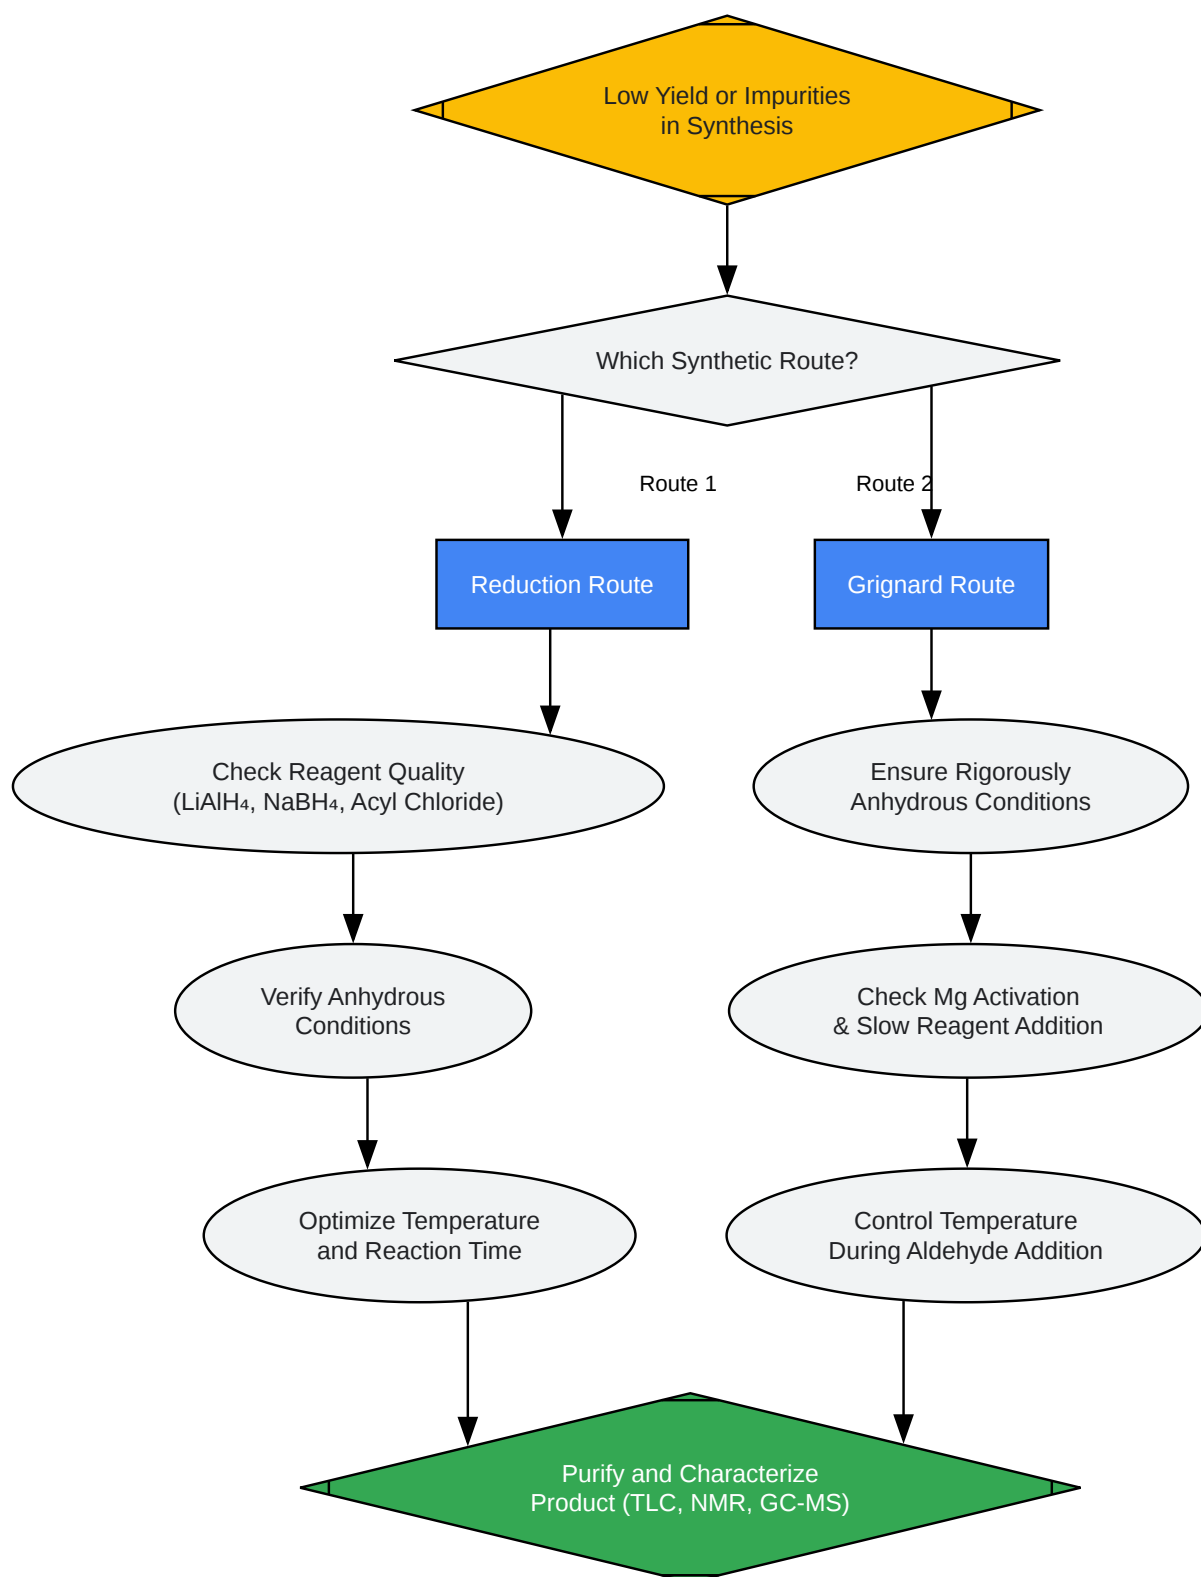 Low Yield or Impurities
in Synthesis
Which Synthetic Route?
Route 1
Route 2
Reduction Route
Grignard Route
Check Reagent Quality
(LiAlH₄, NaBH₄, Acyl Chloride)
Ensure Rigorously
Anhydrous Conditions
Verify Anhydrous
Conditions
Check Mg Activation
& Slow Reagent Addition
Optimize Temperature
and Reaction Time
Control Temperature
During Aldehyde Addition
Purify and Characterize
Product (TLC, NMR, GC-MS)